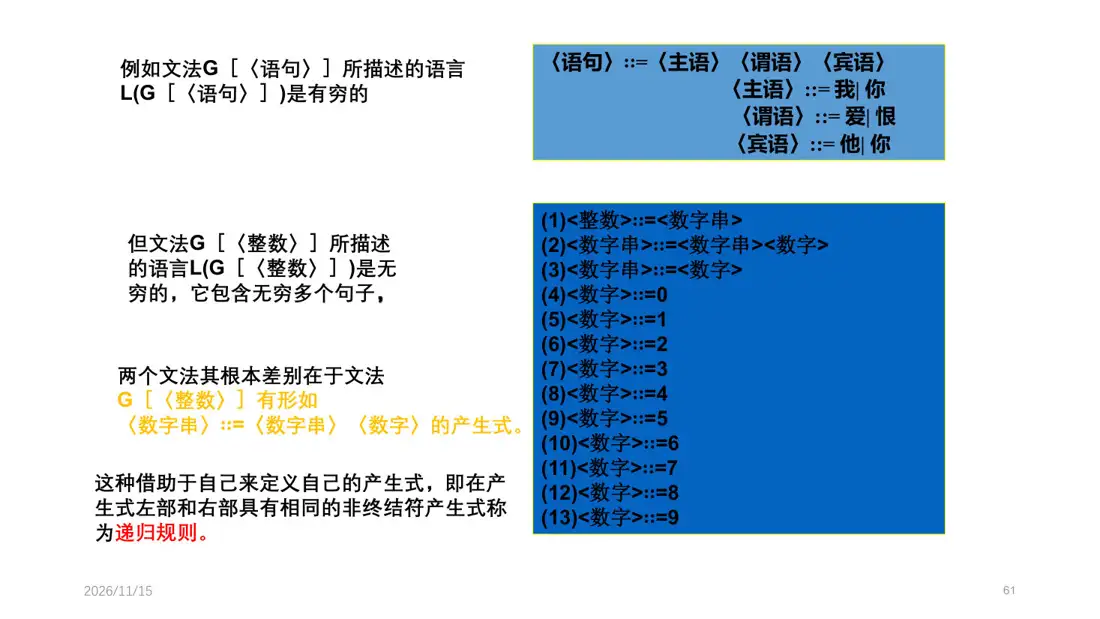 例如文法G［〈语句〉］所描述的语言
L(G［〈语句〉］)是有穷的
〈语句〉::=〈主语〉〈谓语〉〈宾语〉
〈主语〉::= 我| 你
〈谓语〉::= 爱| 恨
〈宾语〉::= 他| 你
但文法G［〈整数〉］所描述
的语言L(G［〈整数〉］)是无
穷的，它包含无穷多个句子，
两个文法其根本差别在于文法
G［〈整数〉］有形如
〈数字串〉::=〈数字串〉〈数字〉的产生式。
这种借助于自己来定义自己的产生式，即在产
生式左部和右部具有相同的非终结符产生式称
为递归规则。
(1)<整数>::=<数字串>
(2)<数字串>::=<数字串><数字>
(3)<数字串>::=<数字>
(4)<数字>::=0
(5)<数字>::=1
(6)<数字>::=2
(7)<数字>::=3
(8)<数字>::=4
(9)<数字>::=5
(10)<数字>::=6
(11)<数字>::=7
(12)<数字>::=8
(13)<数字>::=9
2026/11/15
61